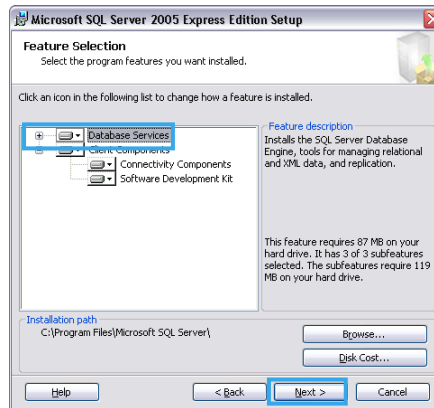 Microsoft SQL Server 2005 Express Edition Setup
Feature Selection
Select the program features you want installed.
Click an icon in the following list to change how a feature is installed.
Database Services
Client Components
Connectivity Components
Software Development Kit
Feature description
Installs the SQL Server Database
Engine, tools for managing relational
and XML data, and replication.
This feature requires 87 MB on your
hard drive. It has 3 of 3 subfeatures
selected. The subfeatures require 119
MB on your hard drive.
Installation path
C:\Program Files\Microsoft SQL Server\
Browse...
Disk Cost...
Help
< Back
Next >
Cancel